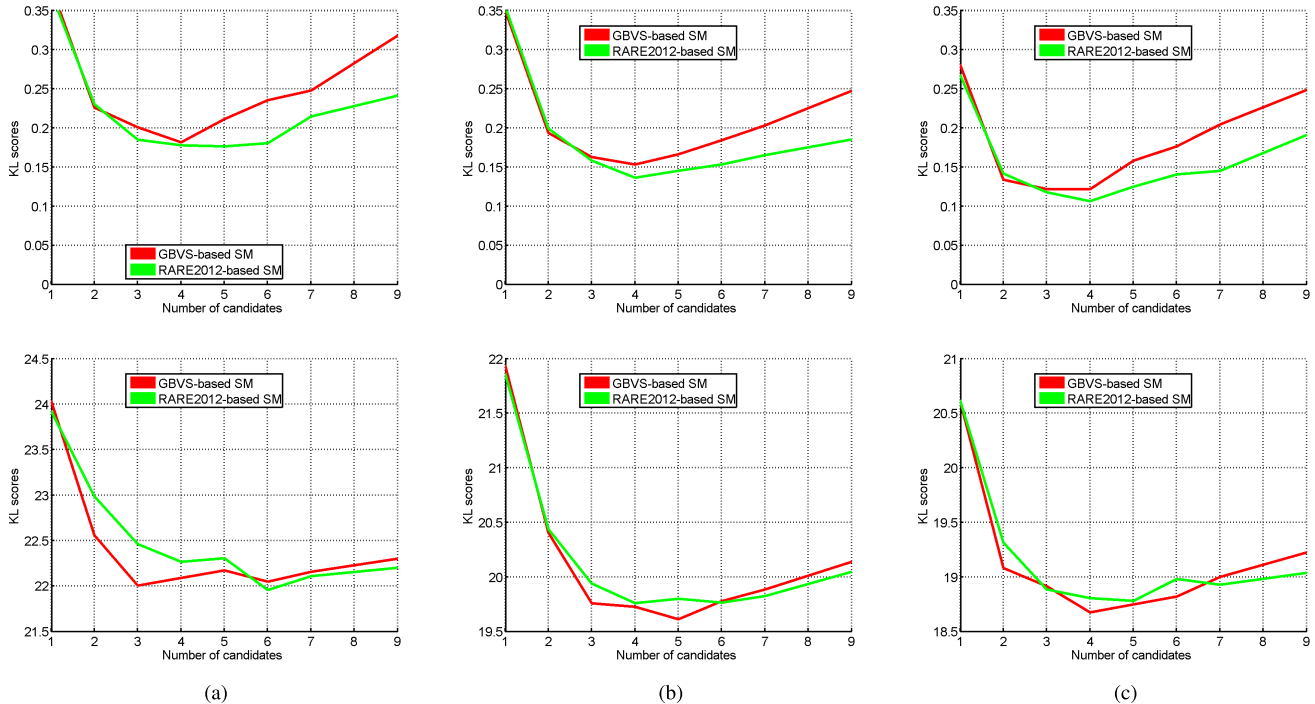 0.35
0.3
0.25
0.2
0.15
0.1
0.05
0
KL scores
GBVS-based SM
RARE2012-based SM
1 2 3 4 5 6 7 8 9
Number of candidates
0.35
0.3
0.25
0.2
0.15
0.1
0.05
0
KL scores
GBVS-based SM
RARE2012-based SM
1 2 3 4 5 6 7 8 9
Number of candidates
0.35
0.3
0.25
0.2
0.15
0.1
0.05
0
KL scores
GBVS-based SM
RARE2012-based SM
1 2 3 4 5 6 7 8 9
Number of candidates
24.5
24
23.5
23
22.5
22
21.5
KL scores
GBVS-based SM
RARE2012-based SM
1 2 3 4 5 6 7 8 9
Number of candidates
22
21.5
21
20.5
20
19.5
KL scores
GBVS-based SM
RARE2012-based SM
1 2 3 4 5 6 7 8 9
Number of candidates
21
20.5
20
19.5
19
18.5
KL scores
GBVS-based SM
RARE2012-based SM
1 2 3 4 5 6 7 8 9
Number of candidates
(a)
(b)
(c)